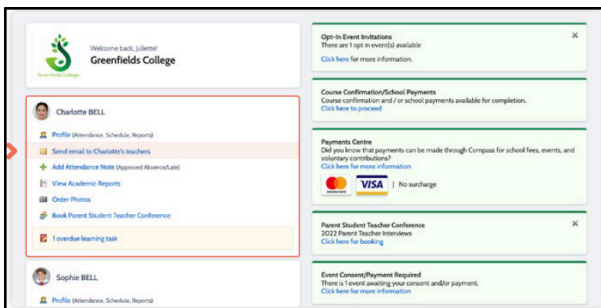 Welcome back, Juliette!
Greenfields College
Greenfields College
Charlotte BELL
Profile (Attendance, Schedule, Reports)
Send email to Charlotte's teachers
Add Attendance Note (Approved Absence/Late)
View Academic Reports
Order Photos
Book Parent Student Teacher Conference
1 overdue learning task
Sophie BELL
Profile (Attendance, Schedule, Reports)
Opt-In Event Invitations
There are 1 opt in event(s) available
Click here for more information.
Course Confirmation/School Payments
Course confirmation and / or school payments available for completion.
Click here to proceed
Payments Centre
Did you know that payments can be made through Compass for school fees, events, and
voluntary contributions?
Click here for more information
VISA | No surcharge
Parent Student Teacher Conference
2022 Parent Teacher Interviews
Click here for booking
Event Consent/Payment Required
There is 1 event awaiting your consent and/or payment.
Click here for more information